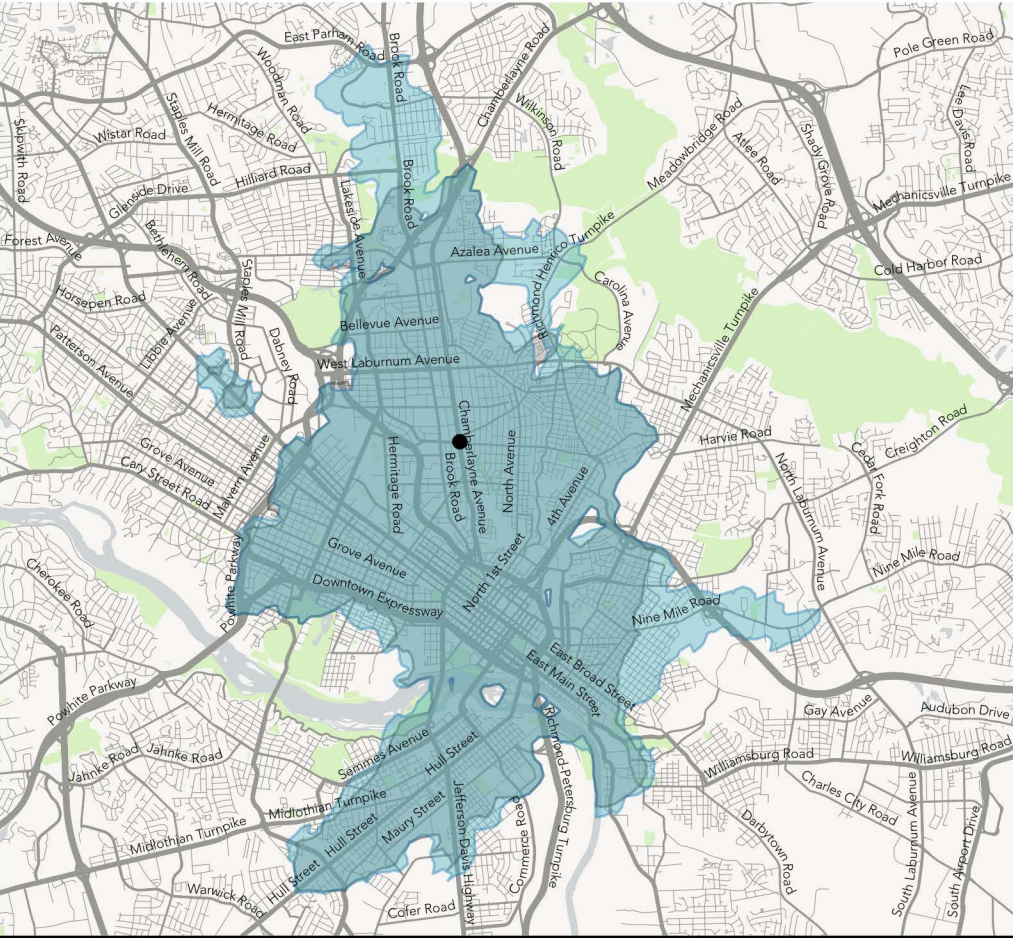 East Parham Road
Brook Road
Chamberlayne Road
Pole Green Road
Woodman Road
Staples Mill Road
Hermitage Road
Wilkinson Road
Meadowbridge Road
Atlee Road
Shady Grove Road
Lee Davis Road
Skipwith Road
Wistar Road
Hilliard Road
Glenside Drive
Lakeside Avenue
Brook Road
Mechanicsville Turnpike
Forest Avenue
Bethlehem Road
Azalea Avenue
Richmond Henrico Turnpike
Cold Harbor Road
Horsepen Road
Staples Mill Road
Libbie Avenue
Dabney Road
Bellevue Avenue
Carolina Avenue
Mechanicsville Turnpike
Patterson Avenue
West Laburnum Avenue
Grove Avenue
Cary Street Road
Malvern Avenue
Hermitage Road
Chamberlayne Avenue
Brook Road
North Avenue
4th Avenue
Harvie Road
Creighton Road
Cedar Fork Road
North Laburnum Avenue
Cherokee Road
Powhite Parkway
Grove Avenue
Downtown Expressway
North 1st Street
Nine Mile Road
Nine Mile Road
East Broad Street
East Main Street
Powhite Parkway
Gay Avenue
Audubon Drive
Jahnke Road
Jahnke Road
Semmes Avenue
Hull Street
Richmond-Petersburg Turnpike
Williamsburg Road
Williamsburg Road
Midlothian Turnpike
Midlothian Turnpike
Hull Street
Maury Street
Jefferson Davis Highway
Commerce Road
Charles City Road
Darbytown Road
South Laburnum Avenue
South Airport Drive
Hull Street
Warwick Road
Cofer Road